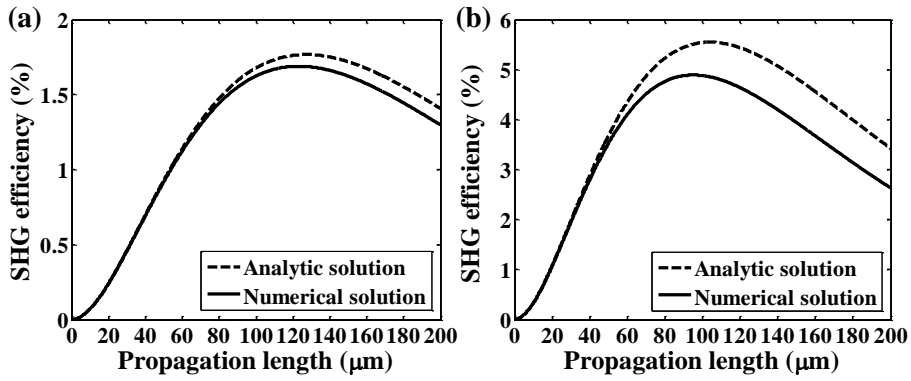 (a)
SHG efficiency (%)
2
1.5
1
0.5
0
0 20 40 60 80 100 120 140 160 180 200
Propagation length (μm)
Analytic solution
Numerical solution
(b)
SHG efficiency (%)
6
5
4
3
2
1
0
0 20 40 60 80 100 120 140 160 180 200
Propagation length (μm)
Analytic solution
Numerical solution